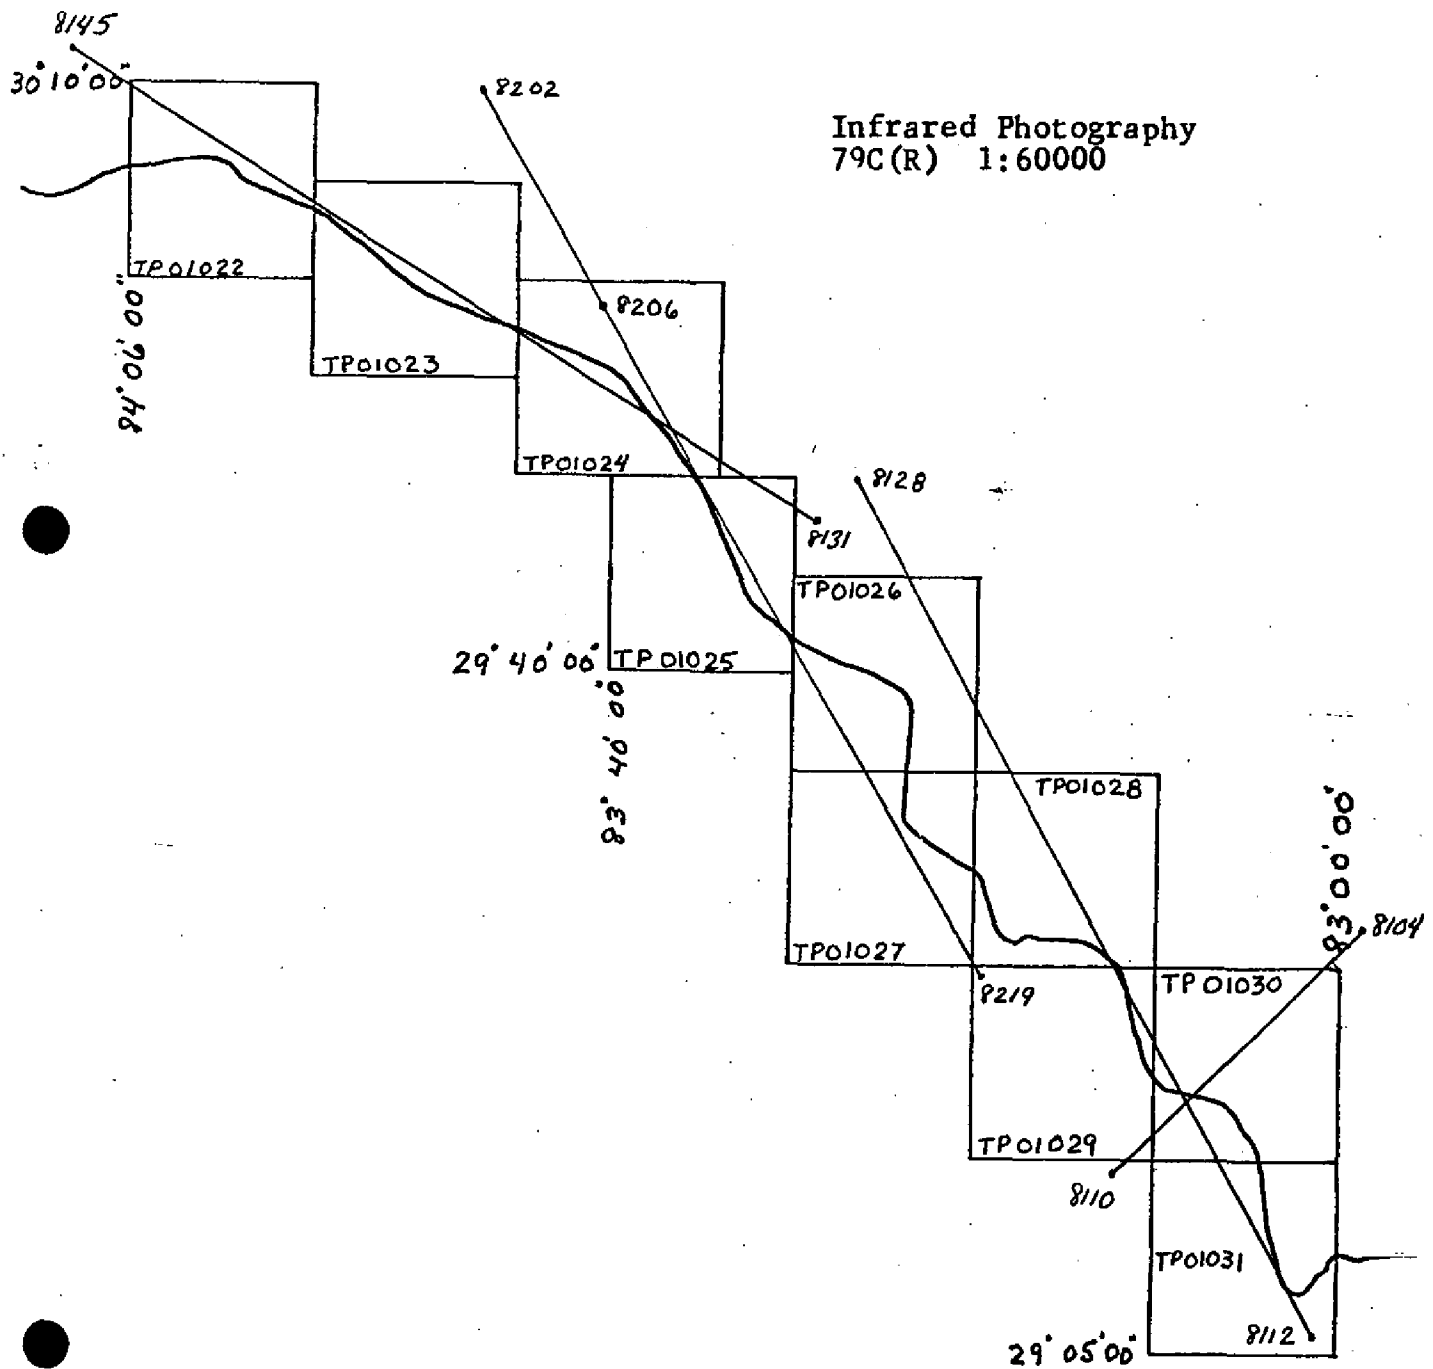 8145
30° 10' 00"
8202
Infrared Photography
79C(R) 1:60000
TP01022
8206
84° 06' 00"
TP01023
TP01024
8128
8131
TP01026
29° 40' 00"
TP01025
83° 40' 00"
TP01028
83° 00' 00"
8104
TP01027
8219
TP01030
TP01029
8110
TP01031
8112
29° 05' 00"